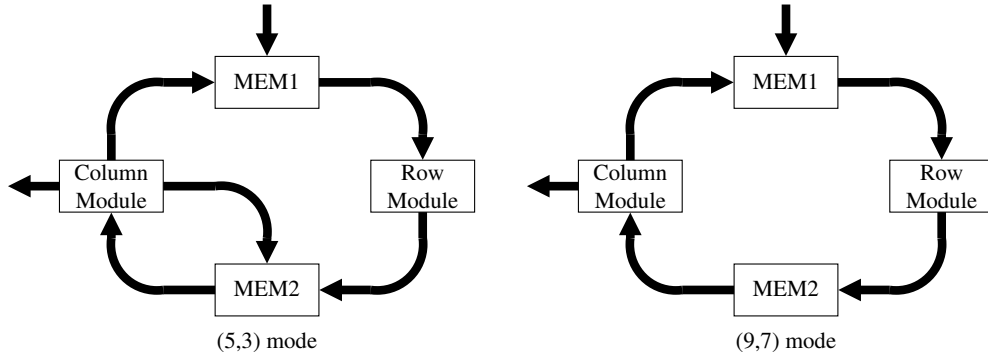 MEM1
Column
Module
Row
Module
MEM2
(5,3) mode
MEM1
Column
Module
Row
Module
MEM2
(9,7) mode